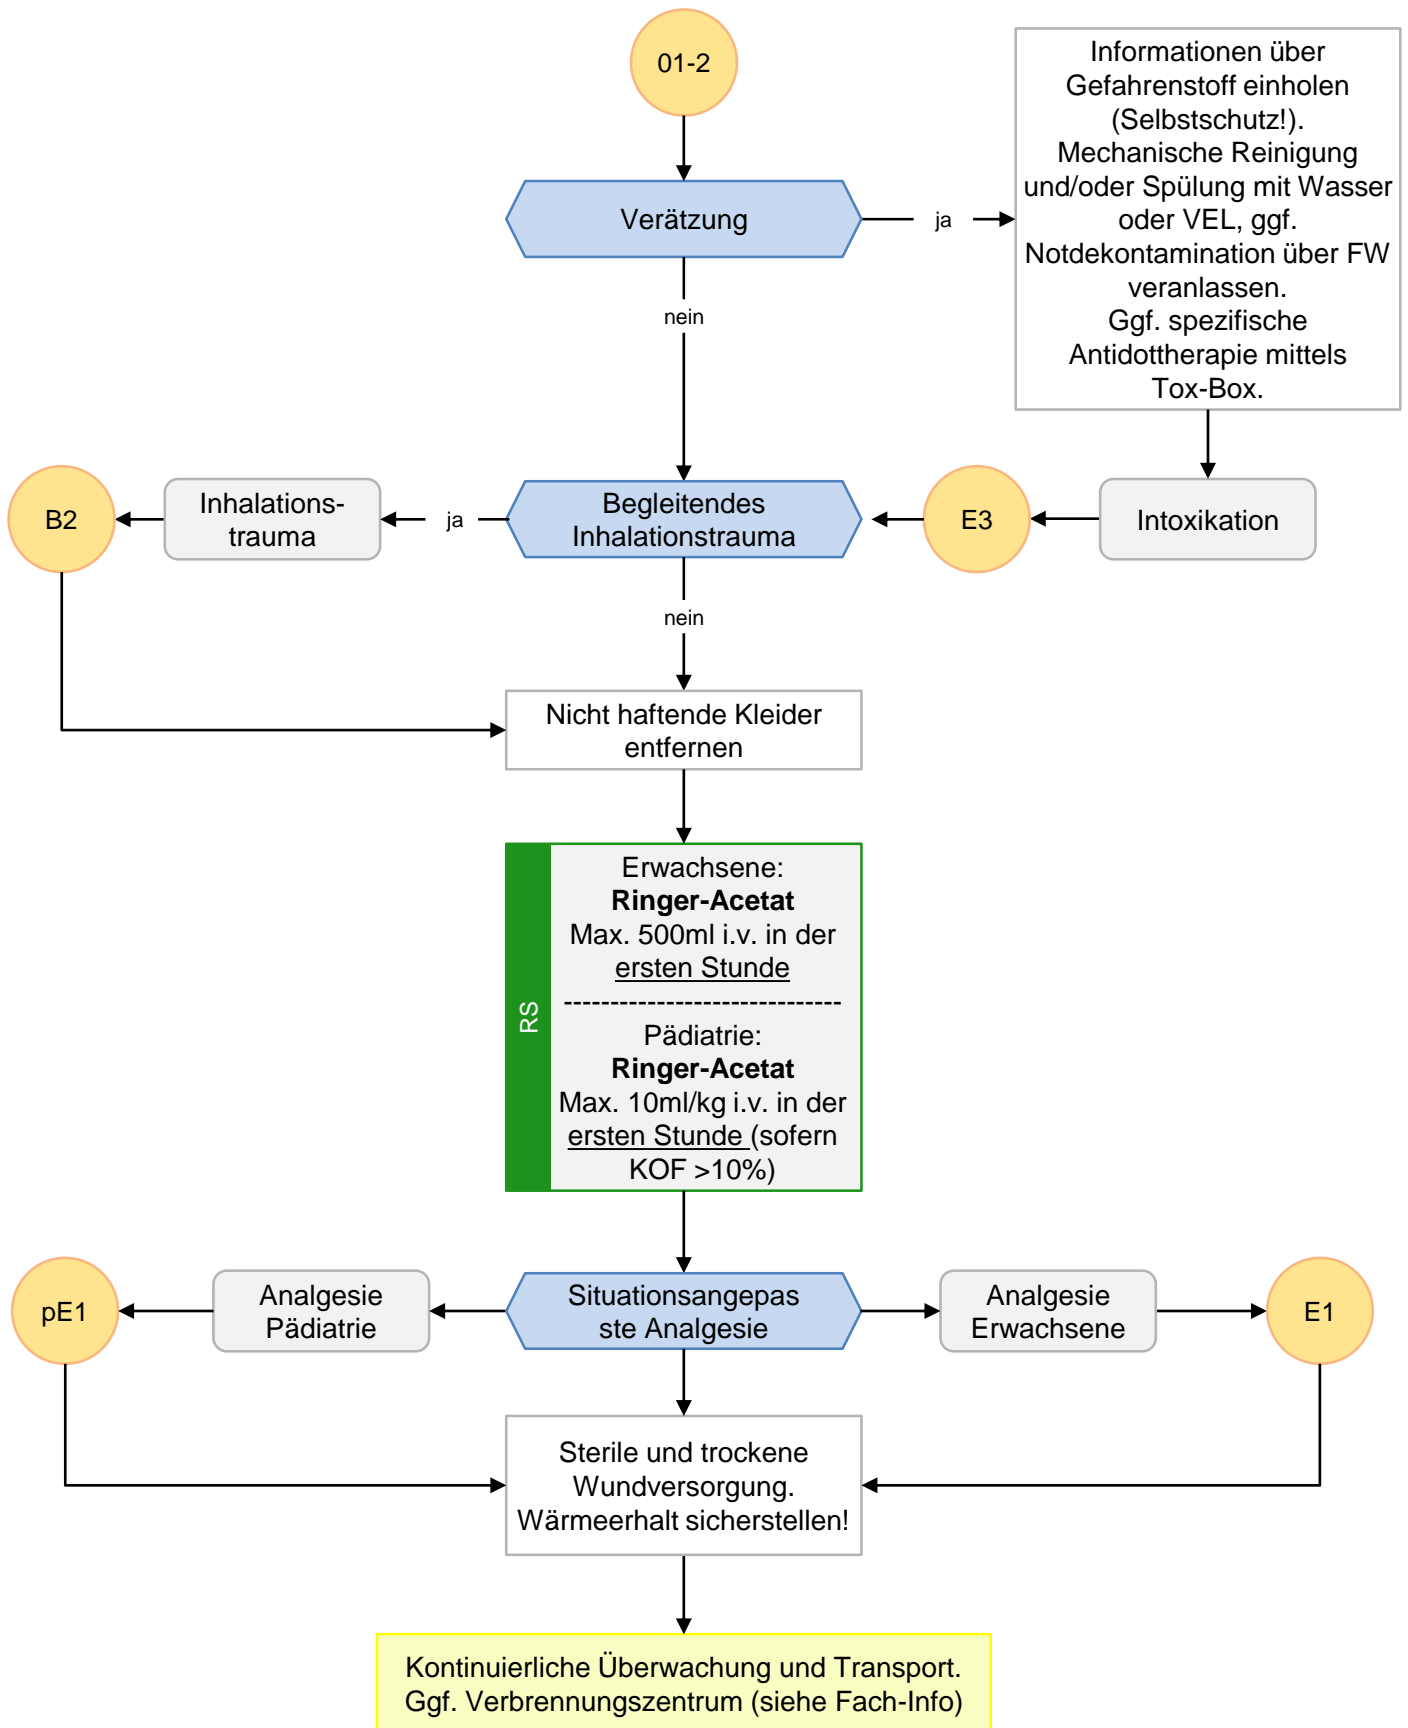 01-2
Informationen über
Gefahrenstoff einholen
(Selbstschutz!).
Mechanische Reinigung
und/oder Spülung mit Wasser
oder VEL, ggf.
Notdekontamination über FW
veranlassen.
Ggf. spezifische
Antidottherapie mittels
Tox-Box.
Verätzung
ja
nein
B2
Inhalations-
trauma
ja
Begleitendes
Inhalationstrauma
E3
Intoxikation
nein
Nicht haftende Kleider
entfernen
RS
Erwachsene:
Ringer-Acetat
Max. 500ml i.v. in der
ersten Stunde
------------------------------
Pädiatrie:
Ringer-Acetat
Max. 10ml/kg i.v. in der
ersten Stunde (sofern
KOF >10%)
pE1
Analgesie
Pädiatrie
Situationsangepas
ste Analgesie
Analgesie
Erwachsene
E1
Sterile und trockene
Wundversorgung.
Wärmeerhalt sicherstellen!
Kontinuierliche Überwachung und Transport.
Ggf. Verbrennungszentrum (siehe Fach-Info)